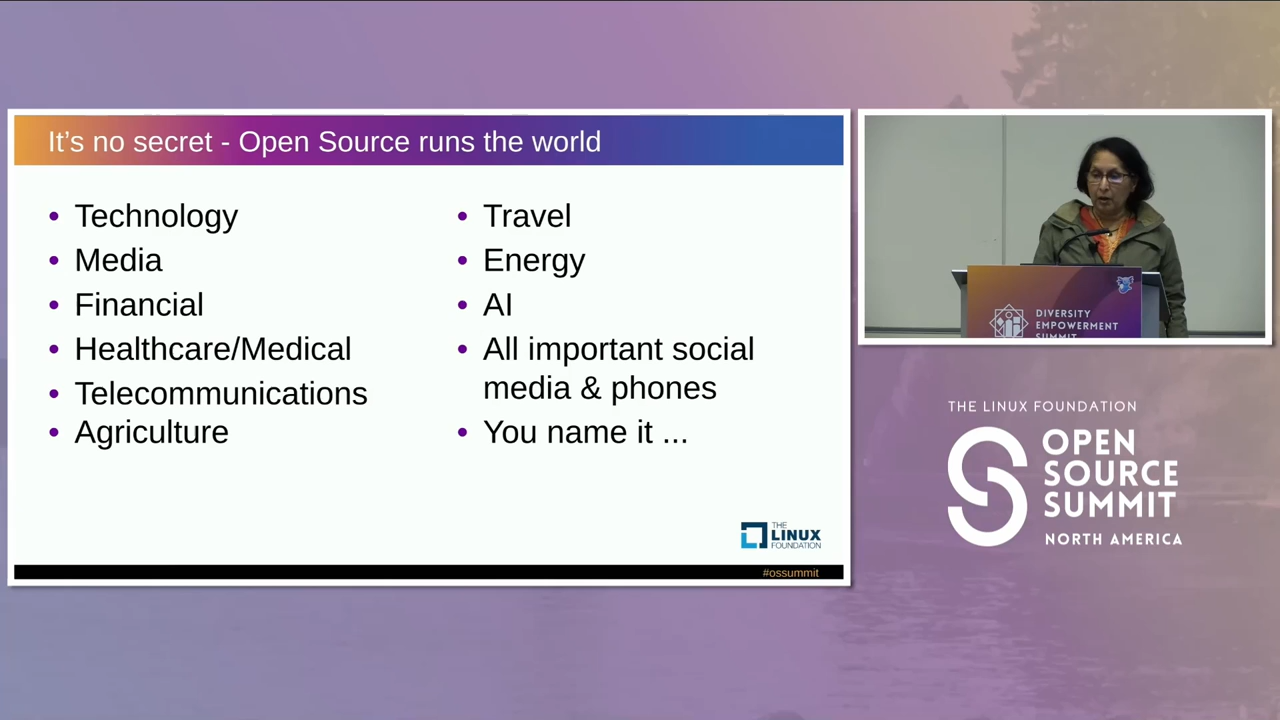 It's no secret - Open Source runs the world
• Technology
• Media
• Financial
• Healthcare/Medical
• Telecommunications
• Agriculture
• Travel
• Energy
• AI
• All important social
media & phones
• You name it ...
THE
LINUX
FOUNDATION
#ossummit
DIVERSITY
EMPOWERMENT
SUMMIT
THE LINUX FOUNDATION
OPEN
SOURCE
SUMMIT
NORTH AMERICA